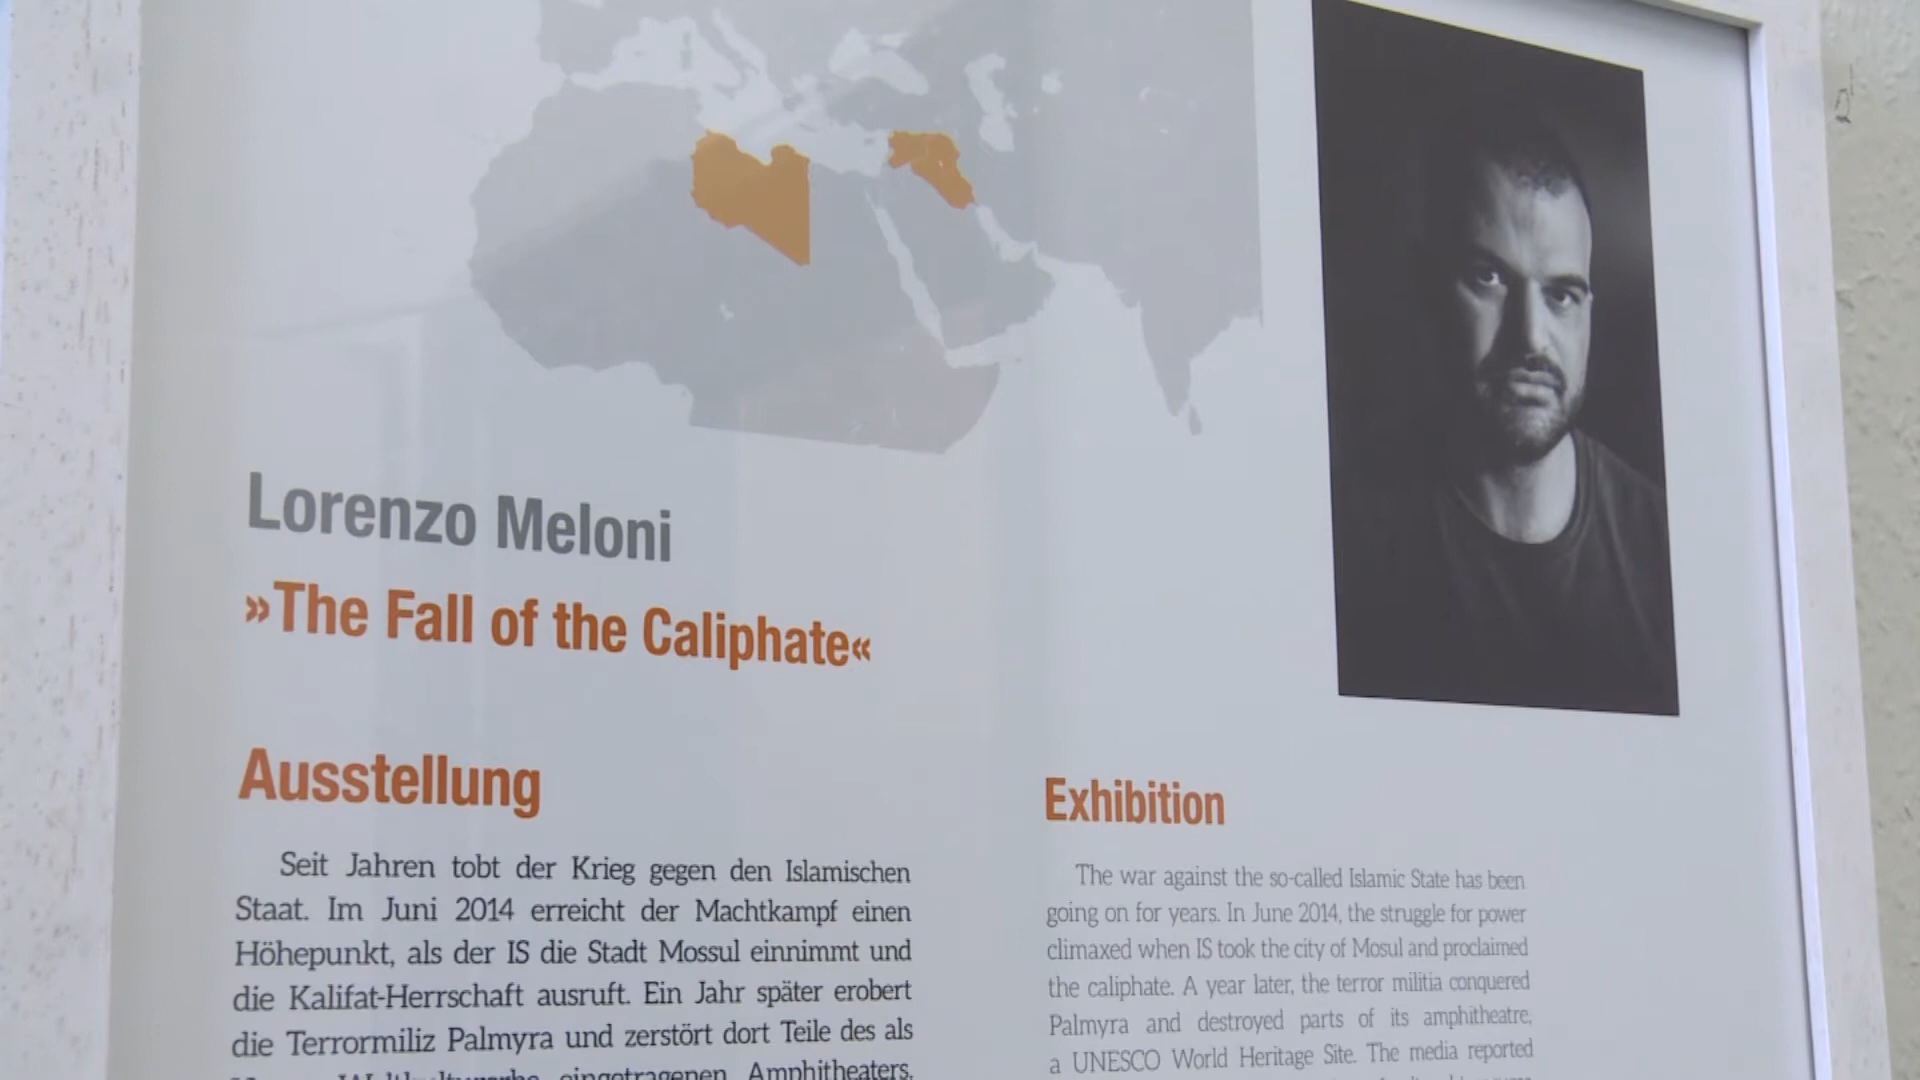 Lorenzo Meloni
»The Fall of the Caliphate«
Ausstellung
Seit Jahren tobt der Krieg gegen den Islamischen
Staat. Im Juni 2014 erreicht der Machtkampf einen
Höhepunkt, als der IS die Stadt Mossul einnimmt und
die Kalifat-Herrschaft ausruft. Ein Jahr später erobert
die Terrormiliz Palmyra und zerstört dort Teile des als
eingetragenen Amphitheaters,
Exhibition
The war against the so-called Islamic State has been
going on for years. In June 2014, the struggle for power
climaxed when IS took the city of Mosul and proclaimed
the caliphate. A year later, the terror militia conquered
Palmyra and destroyed parts of its amphitheatre,
a UNESCO World Heritage Site. The media reported